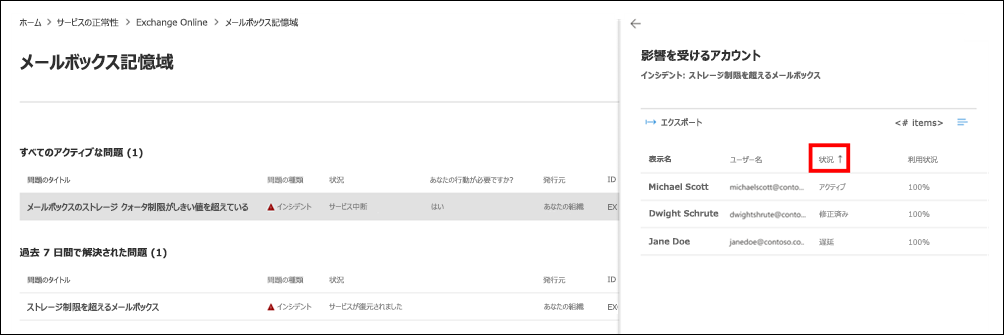 ホーム > サービスの正常性 > Exchange Online > メールボックス記憶域
メールボックス記憶域
すべてのアクティブな問題 (1)
問題のタイトル 問題の種類 状況 あなたの行動が必要ですか? 発行元 ID
メールボックスのストレージ クォータ制限がしきい値を超えている インシデント サービス中断 はい あなたの組織 EX
過去 7 日間で解決された問題 (1)
問題のタイトル 問題の種類 状況 発行元 ID
ストレージ制限を超えるメールボックス インシデント サービスが復元されました あなたの組織 EX
影響を受けるアカウント
インシデント: ストレージ制限を超えるメールボックス
エクスポート <# items>
表示名 ユーザー名 状況 ↑ 利用状況
Michael Scott michaelscott@conto... アクティブ 100%
Dwight Schrute dwightshrute@conto... 修正済み 100%
Jane Doe janedoe@contoso.co.. 遅延 100%